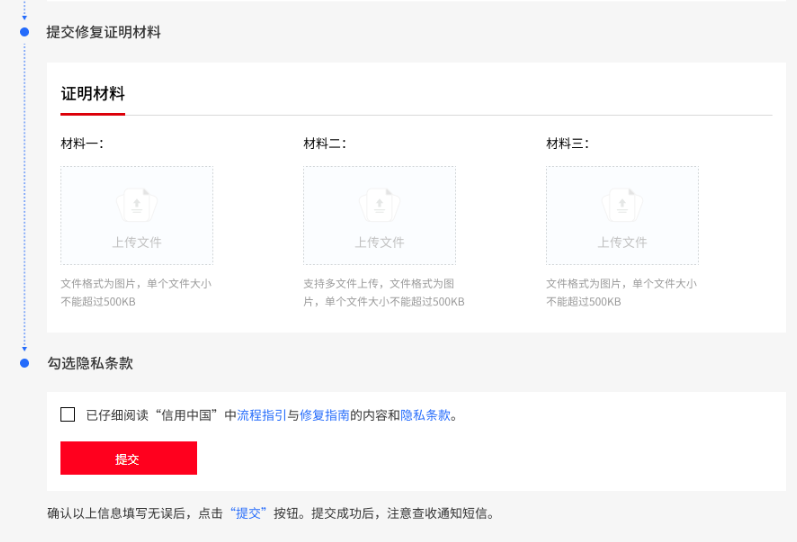 提交修复证明材料
证明材料
材料一：
材料二：
材料三：
上传文件
上传文件
上传文件
文件格式为图片，单个文件大小
不能超过500KB
支持多文件上传，文件格式为图
片，单个文件大小不能超过500KB
文件格式为图片，单个文件大小
不能超过500KB
勾选隐私条款
已仔细阅读“信用中国”中流程指引与修复指南的内容和隐私条款。
提交
确认以上信息填写无误后，点击“提交”按钮。提交成功后，注意查收通知短信。